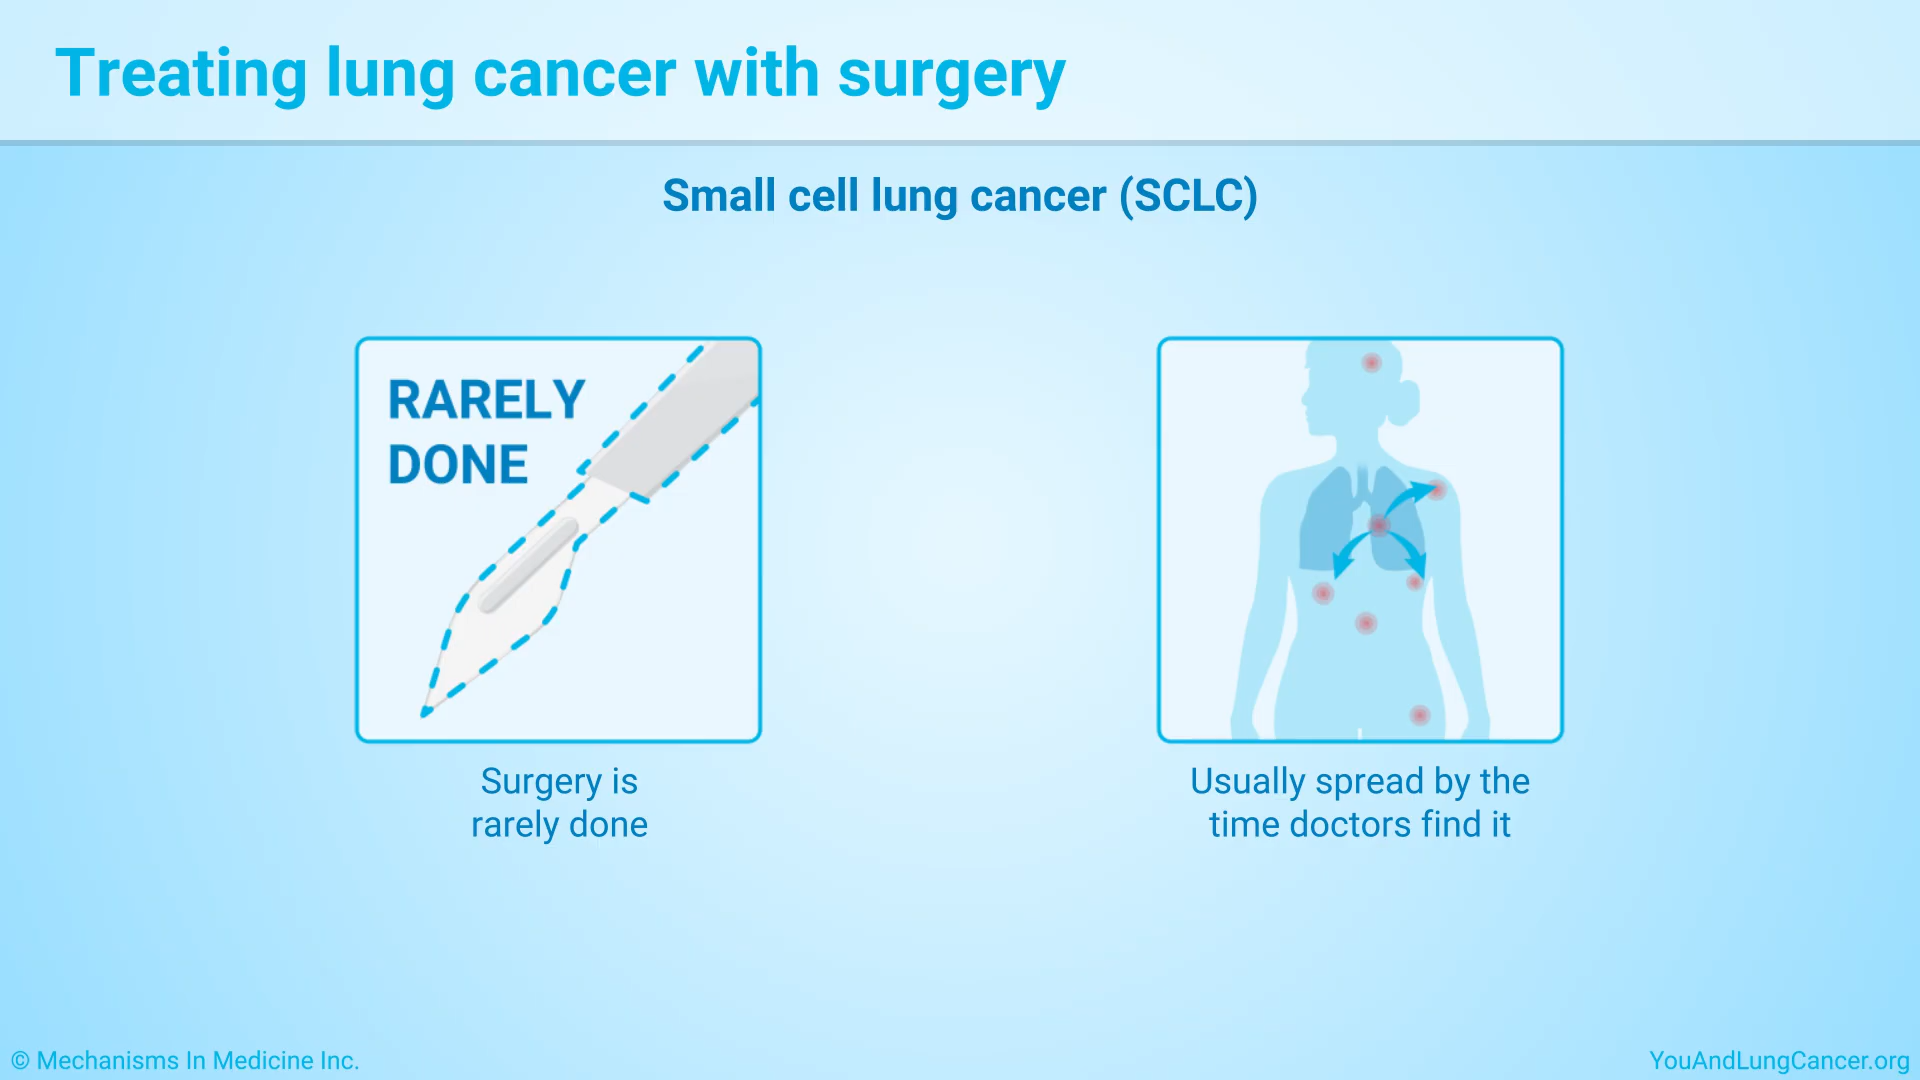 Treating lung cancer with surgery
Small cell lung cancer (SCLC)
RARELY
DONE
Surgery is
rarely done
Usually spread by the
time doctors find it
© Mechanisms In Medicine Inc.
YouAndLungCancer.org